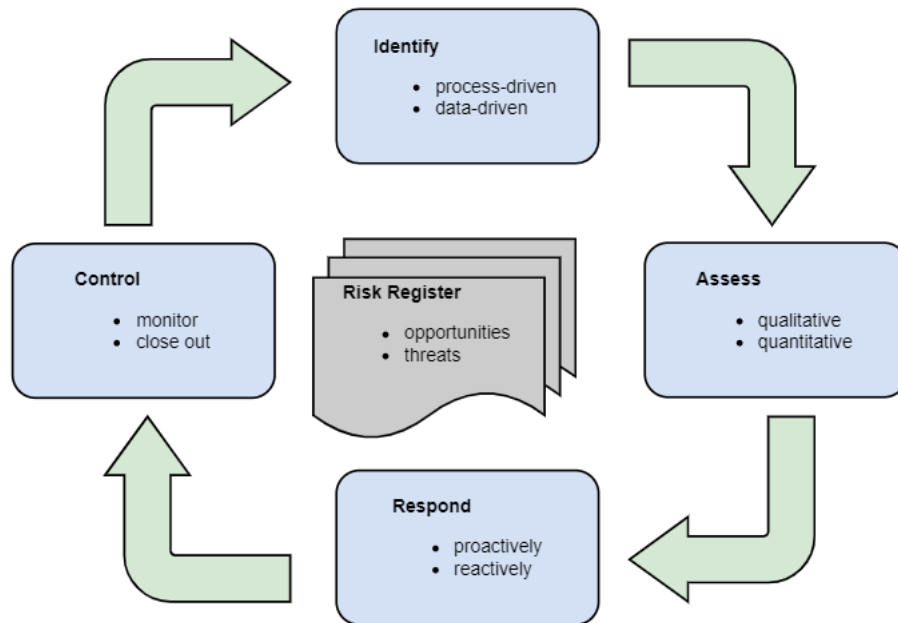 Identify
process-driven
data-driven
Control
monitor
close out
Risk Register
opportunities
threats
Assess
qualitative
quantitative
Respond
proactively
reactively